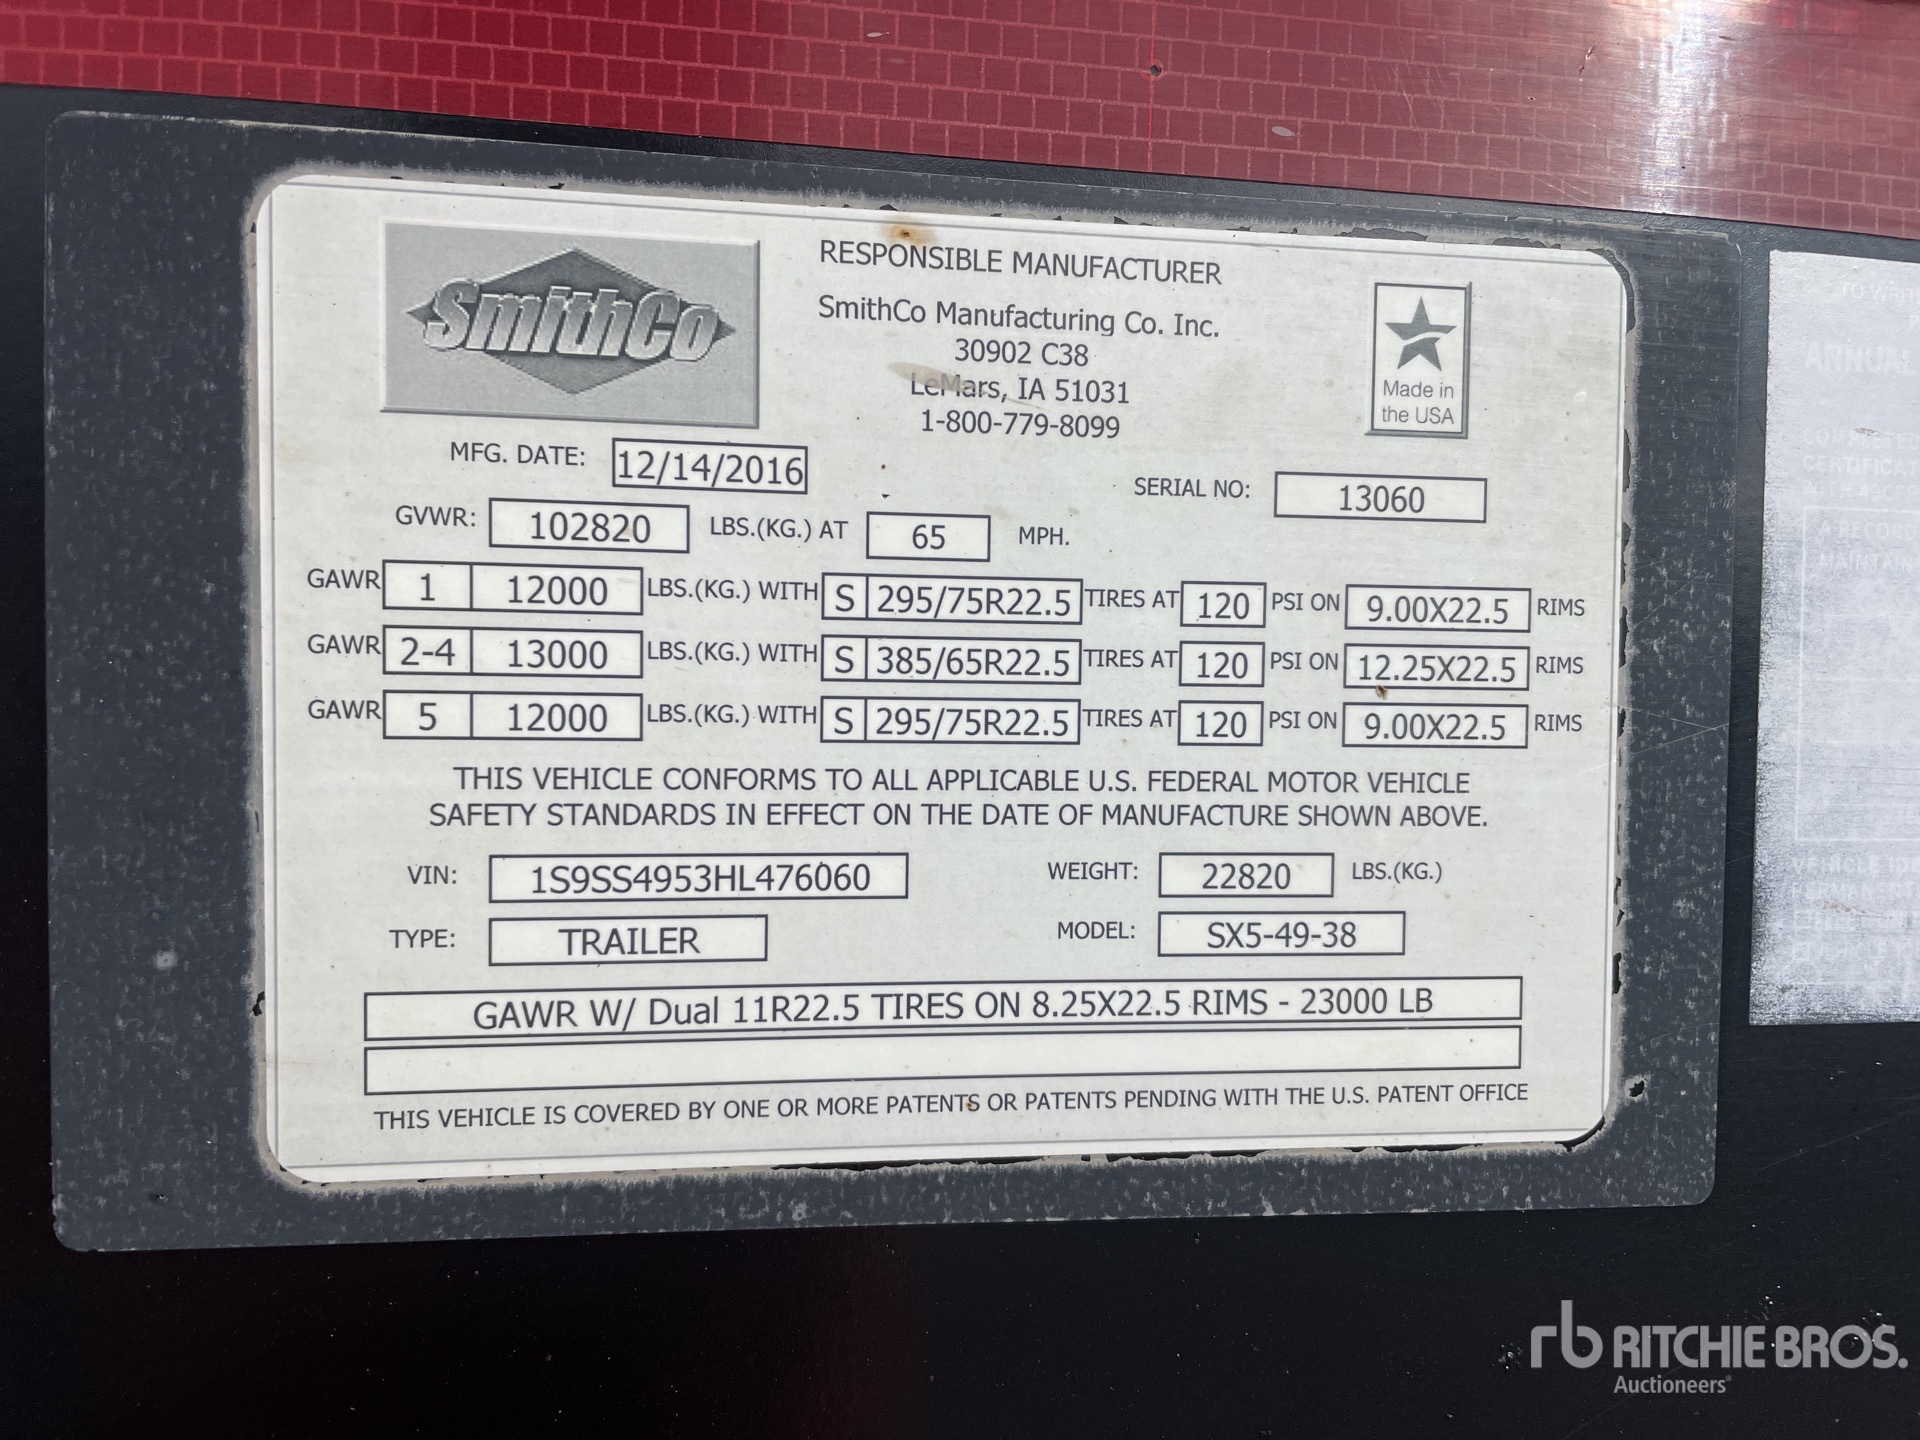 SmithCo
RESPONSIBLE MANUFACTURER
SmithCo Manufacturing Co. Inc.
30902 C38
LeMars, IA 51031
1-800-779-8099
Made in
the USA
MFG. DATE: 12/14/2016
SERIAL NO: 13060
GVWR: 102820 LBS.(KG.) AT 65 MPH.
GAWR 1 12000 LBS.(KG.) WITH S 295/75R22.5 TIRES AT 120 PSI ON 9.00X22.5 RIMS
GAWR 2-4 13000 LBS.(KG.) WITH S 385/65R22.5 TIRES AT 120 PSI ON 12.25X22.5 RIMS
GAWR 5 12000 LBS.(KG.) WITH S 295/75R22.5 TIRES AT 120 PSI ON 9.00X22.5 RIMS
THIS VEHICLE CONFORMS TO ALL APPLICABLE U.S. FEDERAL MOTOR VEHICLE
SAFETY STANDARDS IN EFFECT ON THE DATE OF MANUFACTURE SHOWN ABOVE.
VIN: 1S9SS4953HL476060 WEIGHT: 22820 LBS.(KG.)
TYPE: TRAILER MODEL: SX5-49-38
GAWR W/ Dual 11R22.5 TIRES ON 8.25X22.5 RIMS - 23000 LB
THIS VEHICLE IS COVERED BY ONE OR MORE PATENTS OR PATENTS PENDING WITH THE U.S. PATENT OFFICE
ANNUAL
A RECORD
rb RITCHIE BROS.
Auctioneers